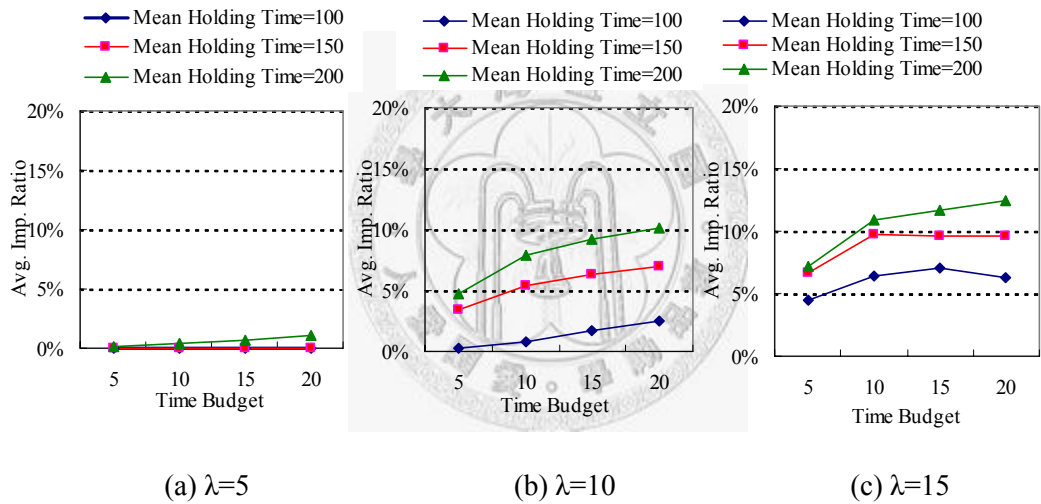 Mean Holding Time=100
Mean Holding Time=150
Mean Holding Time=200
20%
15%
10%
5%
0%
Avg. Imp. Ratio
5 10 15 20
Time Budget
(a) λ=5
Mean Holding Time=100
Mean Holding Time=150
Mean Holding Time=200
20%
15%
10%
5%
0%
Avg. Imp. Ratio
5 10 15 20
Time Budget
(b) λ=10
Mean Holding Time=100
Mean Holding Time=150
Mean Holding Time=200
20%
15%
10%
5%
0%
Avg. Imp. Ratio
5 10 15 20
Time Budget
(c) λ=15